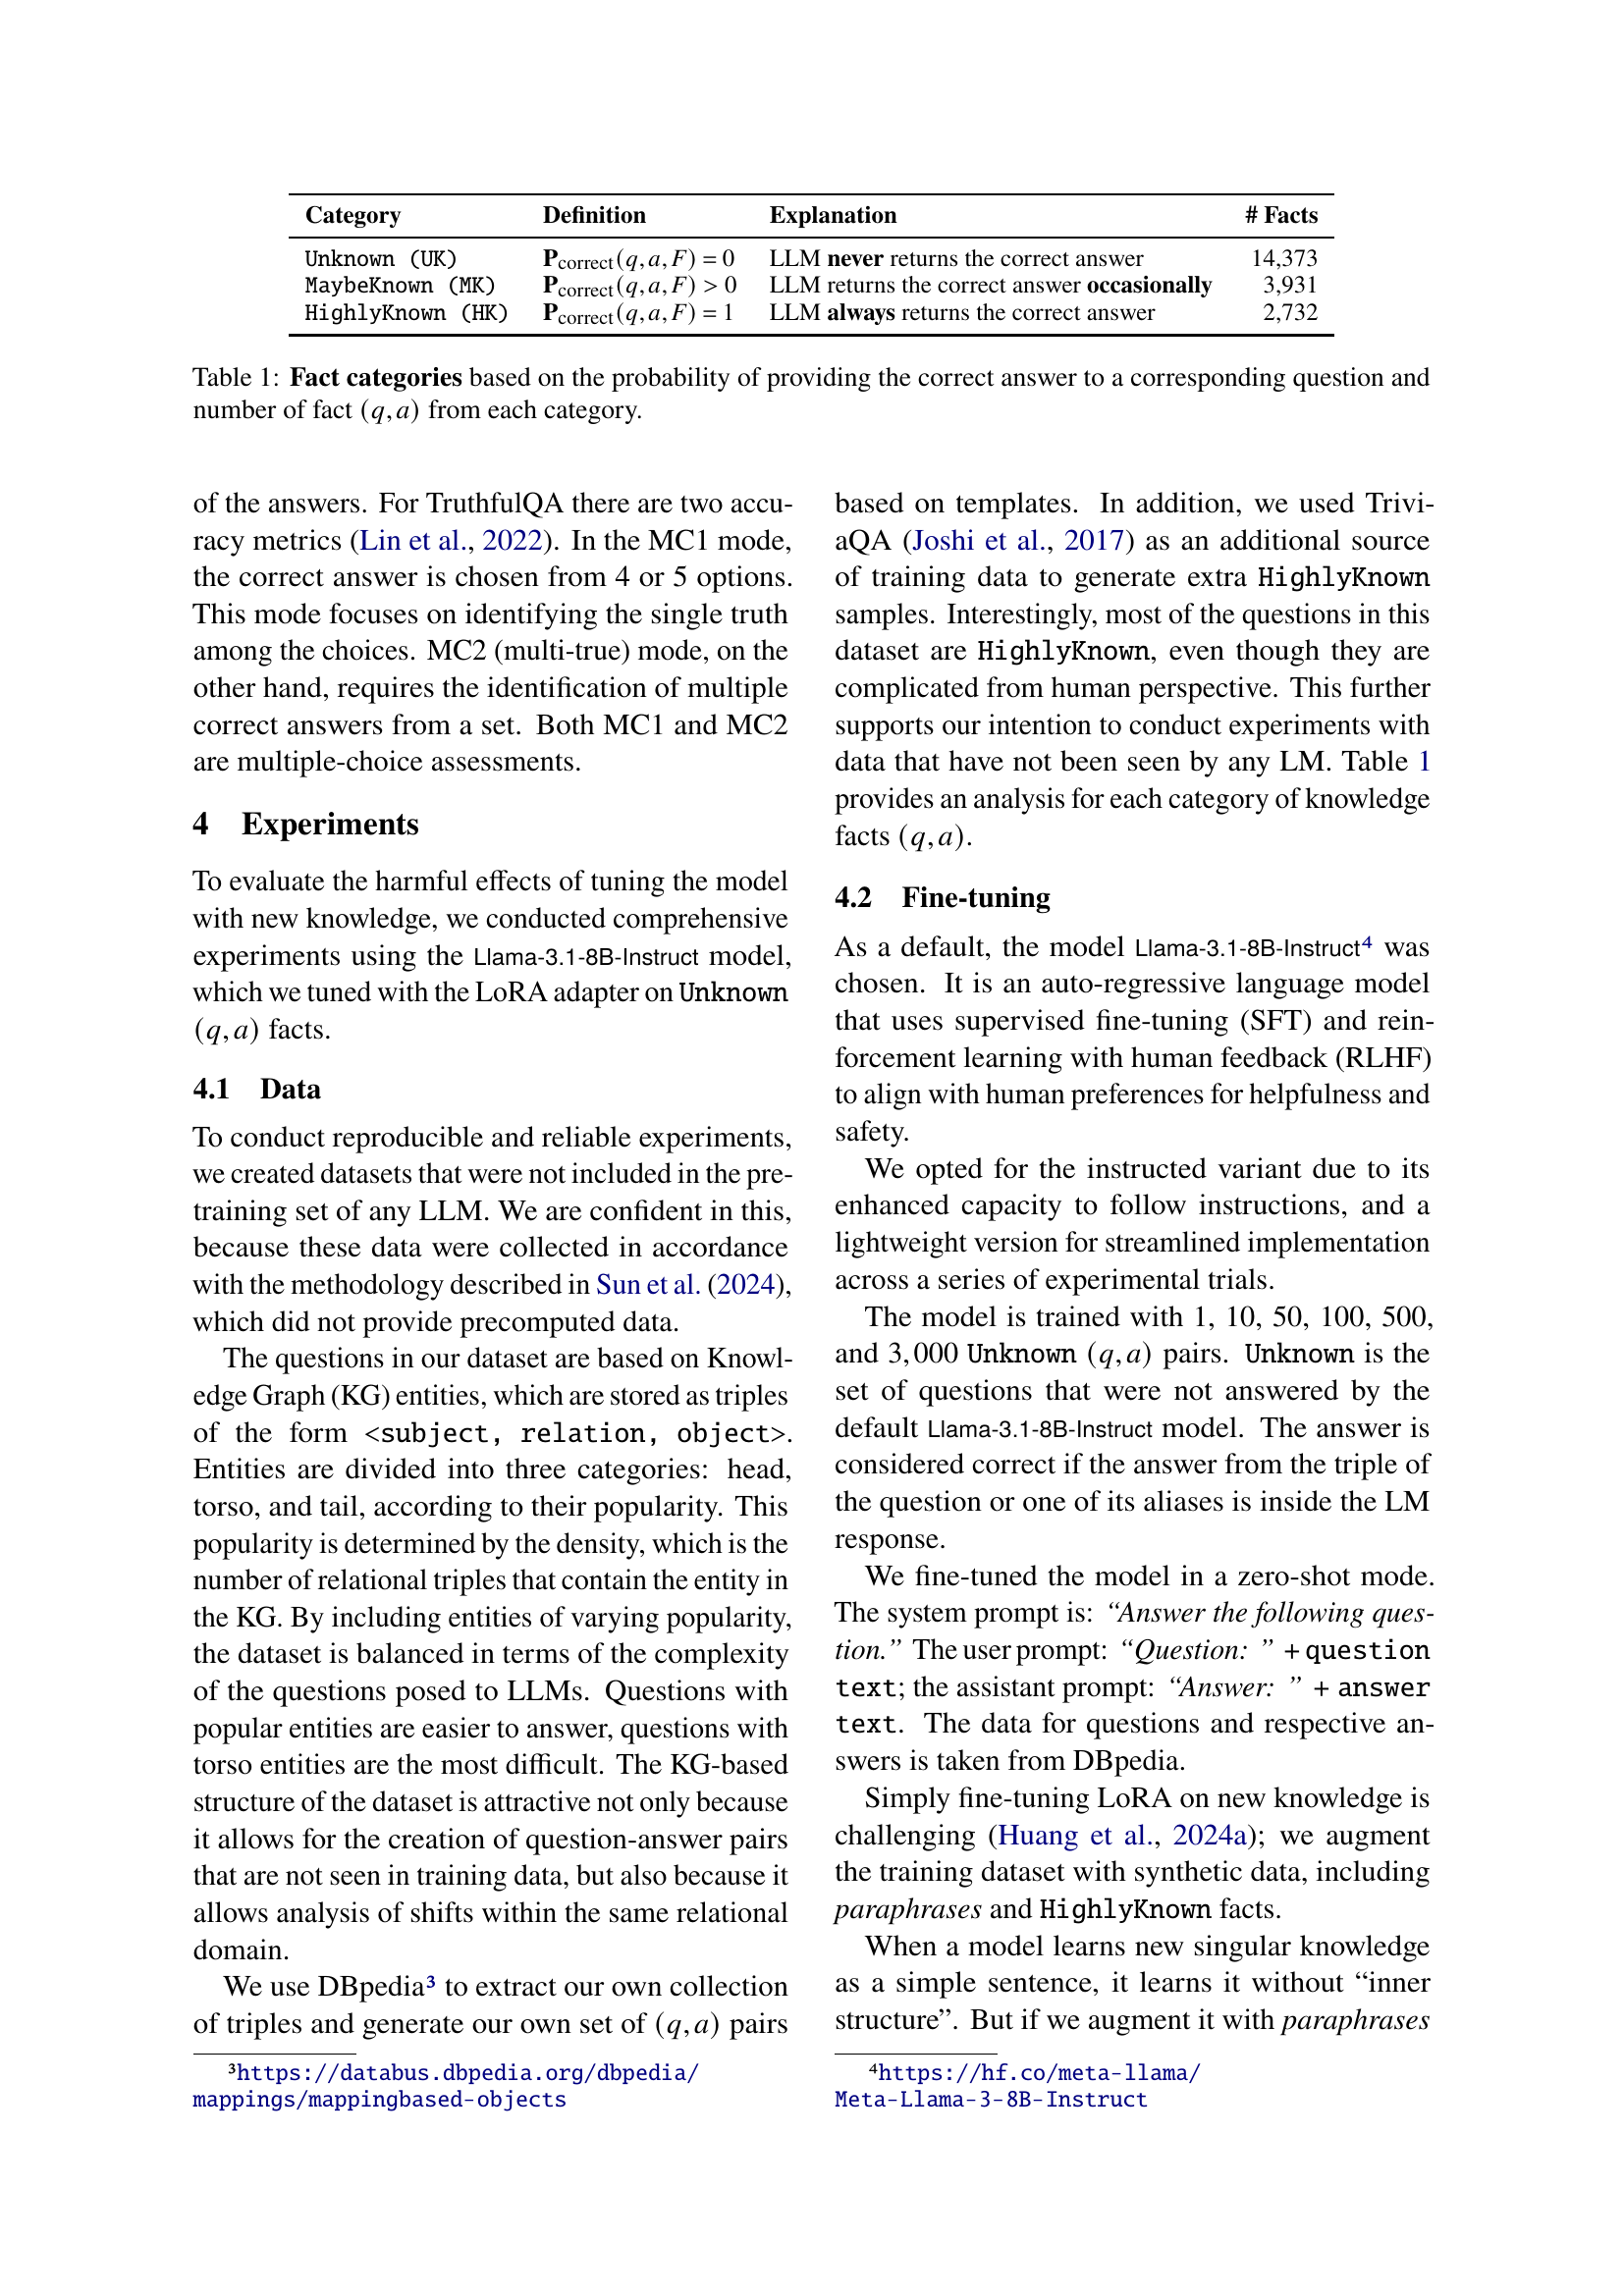 Category Definition Explanation # Facts
Unknown (UK) P_correct(q, a, F) = 0 LLM never returns the correct answer 14,373
MaybeKnown (MK) P_correct(q, a, F) > 0 LLM returns the correct answer occasionally 3,931
HighlyKnown (HK) P_correct(q, a, F) = 1 LLM always returns the correct answer 2,732
Table 1: Fact categories based on the probability of providing the correct answer to a corresponding question and
number of fact (q, a) from each category.
of the answers. For TruthfulQA there are two accu-
racy metrics (Lin et al., 2022). In the MC1 mode,
the correct answer is chosen from 4 or 5 options.
This mode focuses on identifying the single truth
among the choices. MC2 (multi-true) mode, on the
other hand, requires the identification of multiple
correct answers from a set. Both MC1 and MC2
are multiple-choice assessments.
4 Experiments
To evaluate the harmful effects of tuning the model
with new knowledge, we conducted comprehensive
experiments using the Llama-3.1-8B-Instruct model,
which we tuned with the LoRA adapter on Unknown
(q, a) facts.
4.1 Data
To conduct reproducible and reliable experiments,
we created datasets that were not included in the pre-
training set of any LLM. We are confident in this,
because these data were collected in accordance
with the methodology described in Sun et al. (2024),
which did not provide precomputed data.
The questions in our dataset are based on Knowl-
edge Graph (KG) entities, which are stored as triples
of the form <subject, relation, object>.
Entities are divided into three categories: head,
torso, and tail, according to their popularity. This
popularity is determined by the density, which is the
number of relational triples that contain the entity in
the KG. By including entities of varying popularity,
the dataset is balanced in terms of the complexity
of the questions posed to LLMs. Questions with
popular entities are easier to answer, questions with
torso entities are the most difficult. The KG-based
structure of the dataset is attractive not only because
it allows for the creation of question-answer pairs
that are not seen in training data, but also because it
allows analysis of shifts within the same relational
domain.
We use DBpedia³ to extract our own collection
of triples and generate our own set of (q, a) pairs
³https://databus.dbpedia.org/dbpedia/
mappings/mappingbased-objects
based on templates. In addition, we used Trivi-
aQA (Joshi et al., 2017) as an additional source
of training data to generate extra HighlyKnown
samples. Interestingly, most of the questions in this
dataset are HighlyKnown, even though they are
complicated from human perspective. This further
supports our intention to conduct experiments with
data that have not been seen by any LM. Table 1
provides an analysis for each category of knowledge
facts (q, a).
4.2 Fine-tuning
As a default, the model Llama-3.1-8B-Instruct⁴ was
chosen. It is an auto-regressive language model
that uses supervised fine-tuning (SFT) and rein-
forcement learning with human feedback (RLHF)
to align with human preferences for helpfulness and
safety.
We opted for the instructed variant due to its
enhanced capacity to follow instructions, and a
lightweight version for streamlined implementation
across a series of experimental trials.
The model is trained with 1, 10, 50, 100, 500,
and 3,000 Unknown (q, a) pairs. Unknown is the
set of questions that were not answered by the
default Llama-3.1-8B-Instruct model. The answer is
considered correct if the answer from the triple of
the question or one of its aliases is inside the LM
response.
We fine-tuned the model in a zero-shot mode.
The system prompt is: “Answer the following ques-
tion.” The user prompt: “Question: ” + question
text; the assistant prompt: “Answer: ” + answer
text. The data for questions and respective an-
swers is taken from DBpedia.
Simply fine-tuning LoRA on new knowledge is
challenging (Huang et al., 2024a); we augment
the training dataset with synthetic data, including
paraphrases and HighlyKnown facts.
When a model learns new singular knowledge
as a simple sentence, it learns it without “inner
structure”. But if we augment it with paraphrases
⁴https://hf.co/meta-llama/
Meta-Llama-3-8B-Instruct